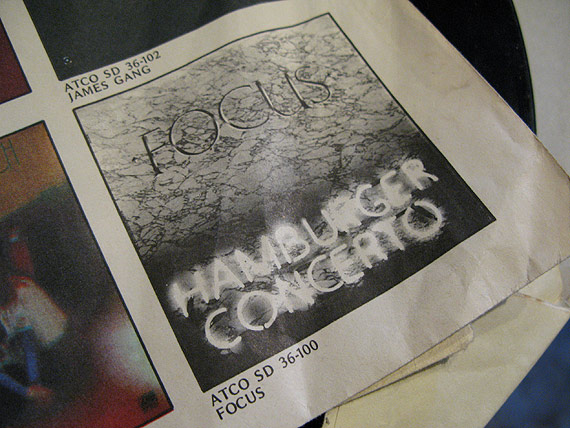 ATCO SD 36-102
JAMES GANG
FOCUS
HAMBURGER
CONCERTO
ATCO SD 36-100
FOCUS